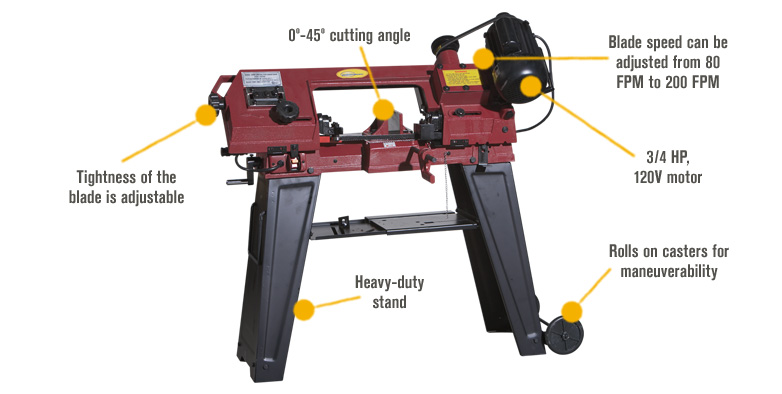 0°-45° cutting angle
Blade speed can be
adjusted from 80
FPM to 200 FPM
3/4 HP,
120V motor
Tightness of the
blade is adjustable
Rolls on casters for
maneuverability
Heavy-duty
stand